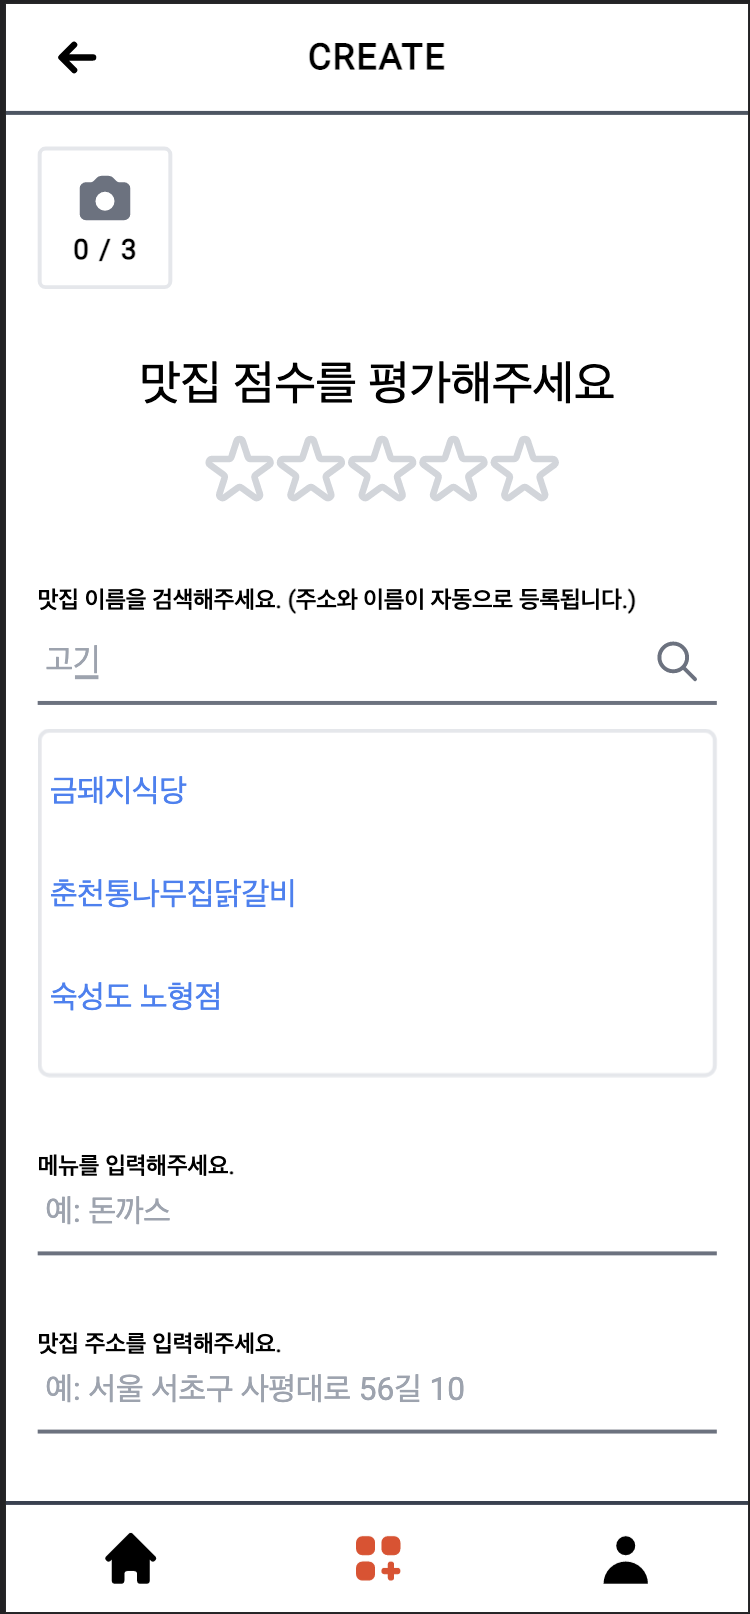 CREATE
0 / 3
맛집 점수를 평가해주세요
맛집 이름을 검색해주세요. (주소와 이름이 자동으로 등록됩니다.)
고기
금돼지식당
춘천통나무집닭갈비
숙성도 노형점
메뉴를 입력해주세요.
예: 돈까스
맛집 주소를 입력해주세요.
예: 서울 서초구 사평대로 56길 10